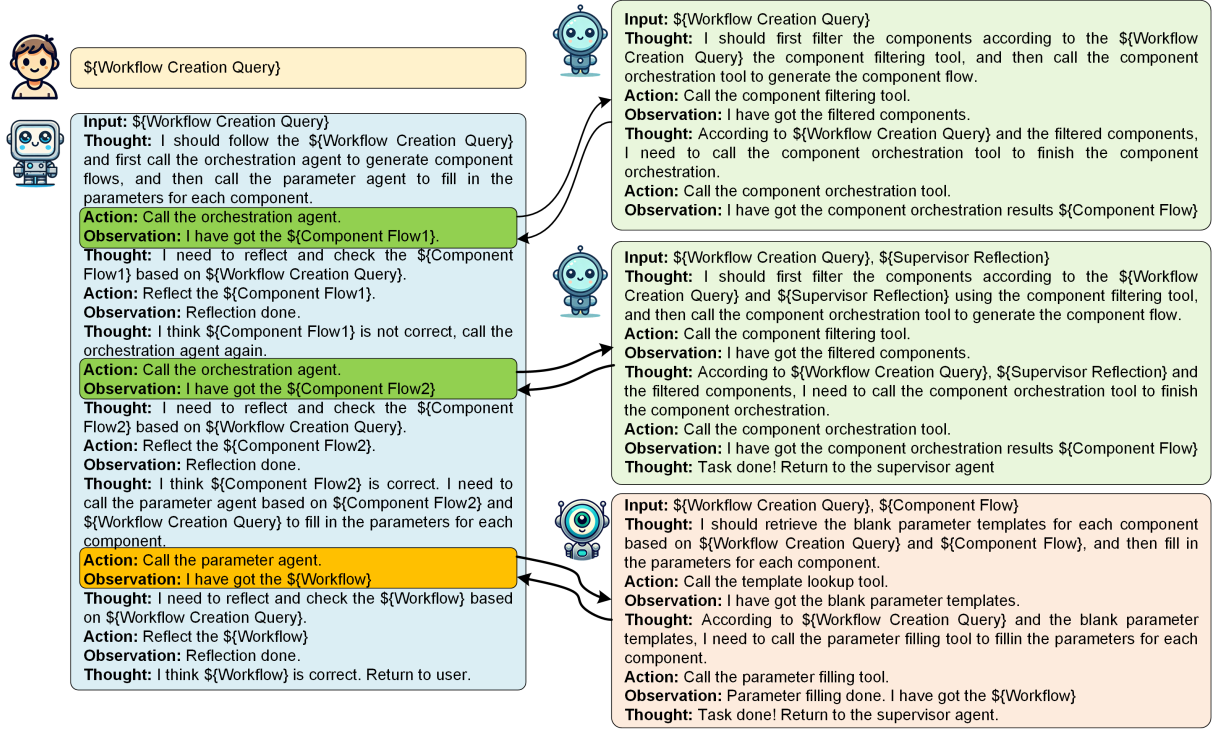 ${Workflow Creation Query}
Input: ${Workflow Creation Query}
Thought: I should follow the ${Workflow Creation Query}
and first call the orchestration agent to generate component
flows, and then call the parameter agent to fill in the
parameters for each component.
Action: Call the orchestration agent.
Observation: I have got the ${Component Flow1}.
Thought: I need to reflect and check the ${Component
Flow1} based on ${Workflow Creation Query}.
Action: Reflect the ${Component Flow1}.
Observation: Reflection done.
Thought: I think ${Component Flow1} is not correct, call the
orchestration agent again.
Action: Call the orchestration agent.
Observation: I have got the ${Component Flow2}
Thought: I need to reflect and check the ${Component
Flow2} based on ${Workflow Creation Query}.
Action: Reflect the ${Component Flow2}.
Observation: Reflection done.
Thought: I think ${Component Flow2} is correct. I need to
call the parameter agent based on ${Component Flow2} and
${Workflow Creation Query} to fill in the parameters for each
component.
Action: Call the parameter agent.
Observation: I have got the ${Workflow}
Thought: I need to reflect and check the ${Workflow} based
on ${Workflow Creation Query}.
Action: Reflect the ${Workflow}
Observation: Reflection done.
Thought: I think ${Workflow} is correct. Return to user.
Input: ${Workflow Creation Query}
Thought: I should first filter the components according to the ${Workflow
Creation Query} the component filtering tool, and then call the component
orchestration tool to generate the component flow.
Action: Call the component filtering tool.
Observation: I have got the filtered components.
Thought: According to ${Workflow Creation Query} and the filtered components,
I need to call the component orchestration tool to finish the component
orchestration.
Action: Call the component orchestration tool.
Observation: I have got the component orchestration results ${Component Flow}
Input: ${Workflow Creation Query}, ${Supervisor Reflection}
Thought: I should first filter the components according to the ${Workflow
Creation Query} and ${Supervisor Reflection} using the component filtering tool,
and then call the component orchestration tool to generate the component flow.
Action: Call the component filtering tool.
Observation: I have got the filtered components.
Thought: According to ${Workflow Creation Query}, ${Supervisor Reflection} and
the filtered components, I need to call the component orchestration tool to finish
the component orchestration.
Action: Call the component orchestration tool.
Observation: I have got the component orchestration results ${Component Flow}
Thought: Task done! Return to the supervisor agent
Input: ${Workflow Creation Query}, ${Component Flow}
Thought: I should retrieve the blank parameter templates for each component
based on ${Workflow Creation Query} and ${Component Flow}, and then fill in
the parameters for each component.
Action: Call the template lookup tool.
Observation: I have got the blank parameter templates.
Thought: According to ${Workflow Creation Query} and the blank parameter
templates, I need to call the parameter filling tool to fillin the parameters for each
component.
Action: Call the parameter filling tool.
Observation: Parameter filling done. I have got the ${Workflow}
Thought: Task done! Return to the supervisor agent.